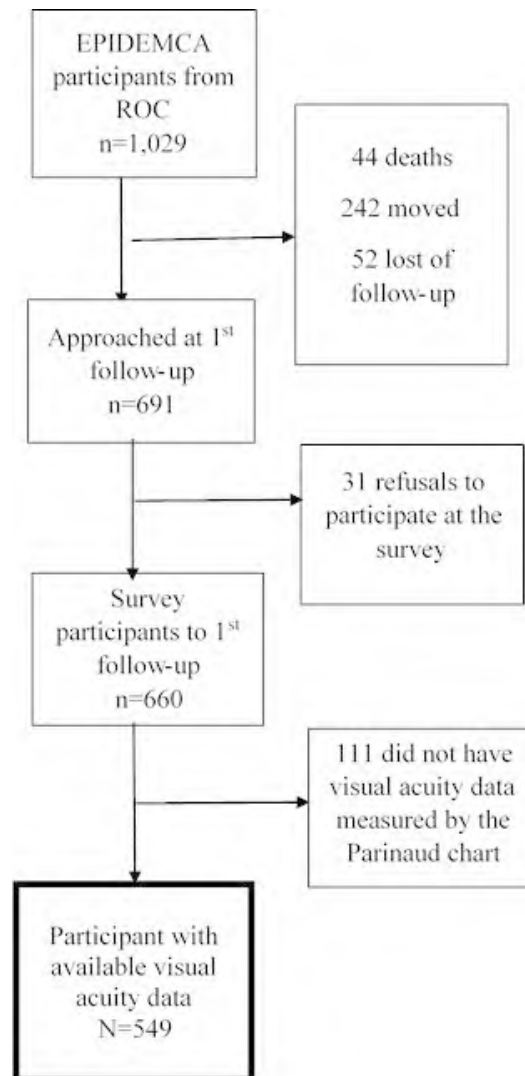 EPIDEMCA
participants from
ROC
n=1,029
44 deaths
242 moved
52 lost of
follow-up
Approached at 1st
follow-up
n=691
31 refusals to
participate at the
survey
Survey
participants to 1st
follow-up
n=660
111 did not have
visual acuity data
measured by the
Parinaud chart
Participant with
available visual
acuity data
N=549